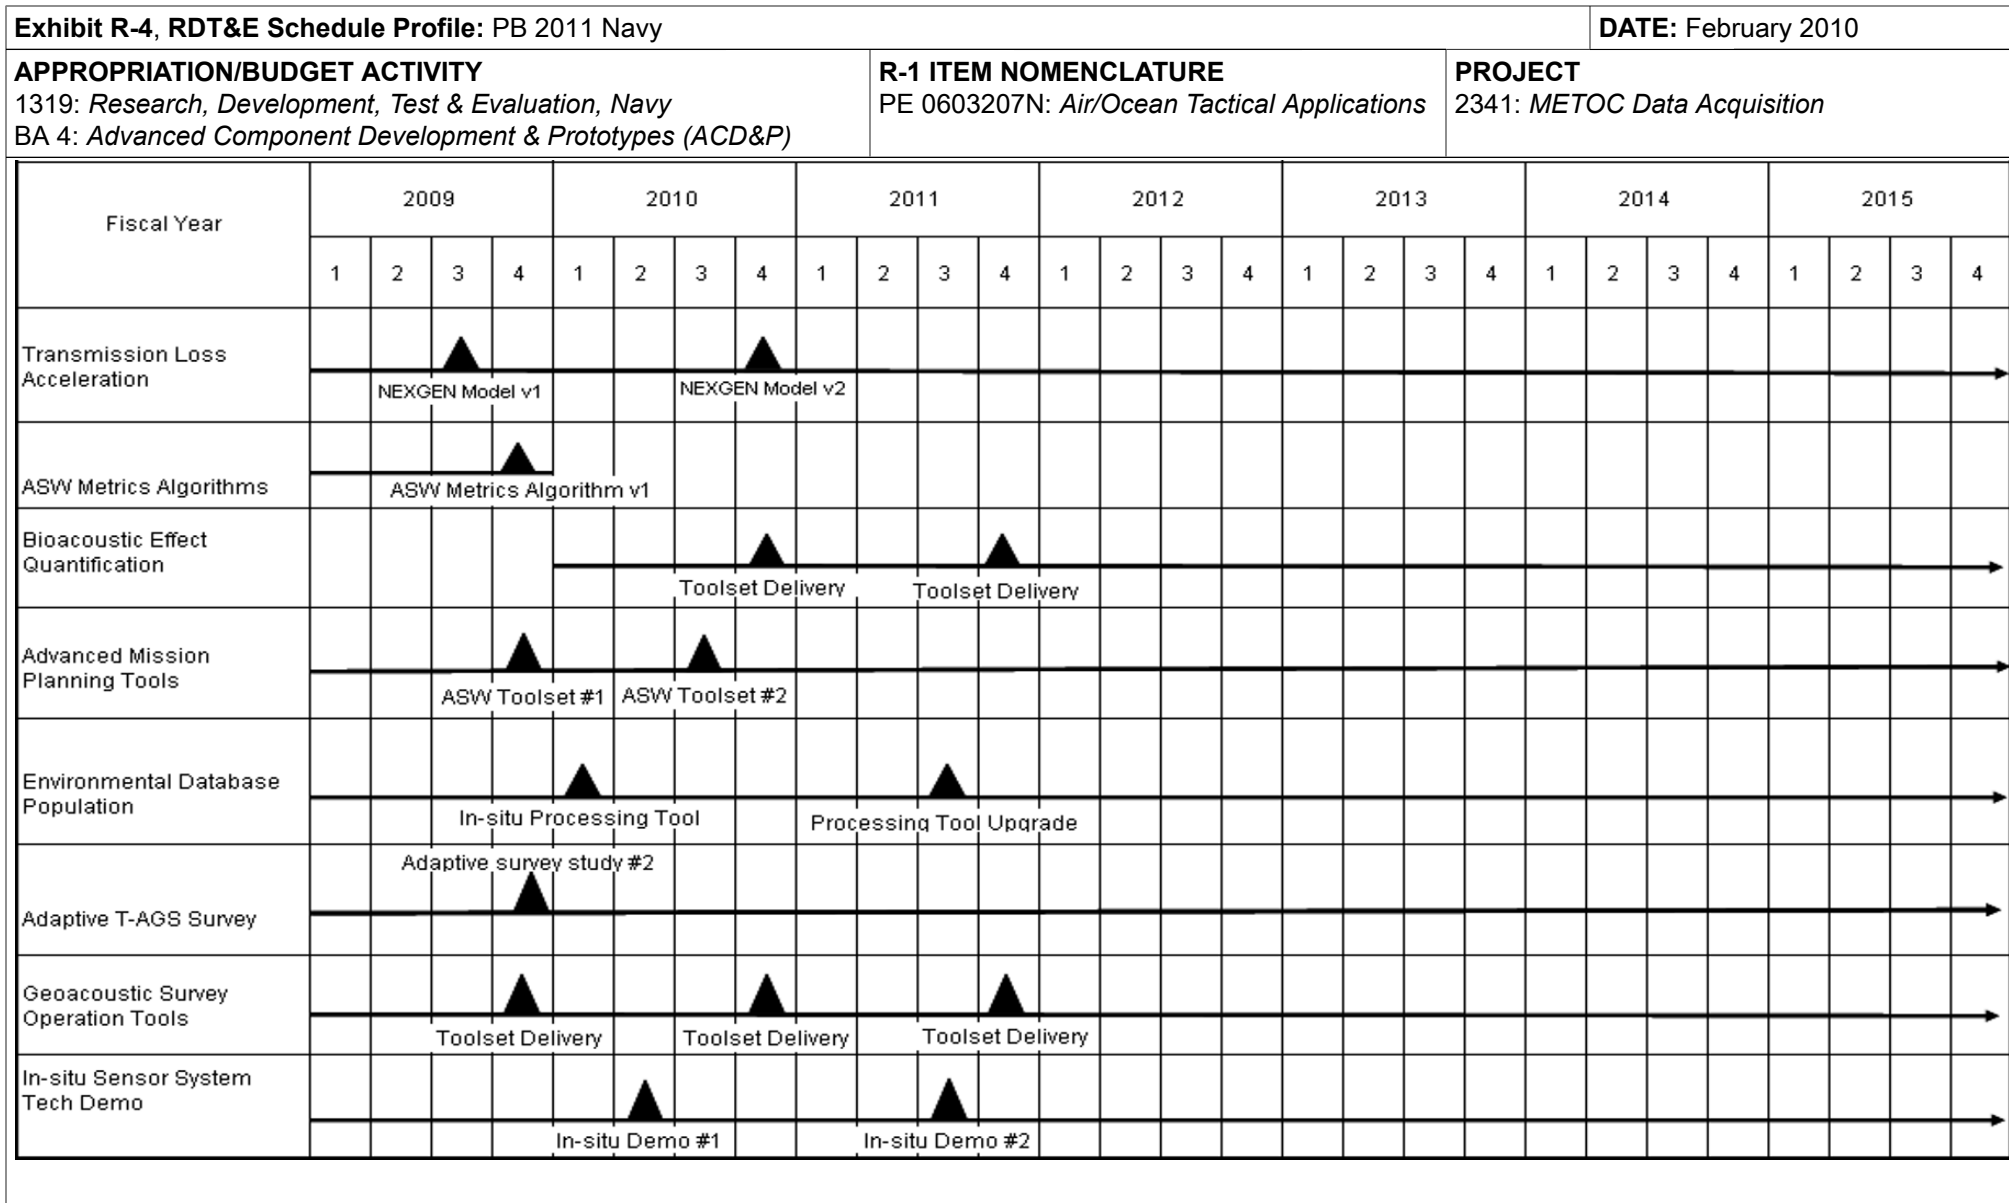 Exhibit R-4, RDT&E Schedule Profile: PB 2011 Navy
DATE: February 2010
APPROPRIATION/BUDGET ACTIVITY
1319: Research, Development, Test & Evaluation, Navy
BA 4: Advanced Component Development & Prototypes (ACD&P)
R-1 ITEM NOMENCLATURE
PE 0603207N: Air/Ocean Tactical Applications
PROJECT
2341: METOC Data Acquisition
Fiscal Year
2009 2010 2011 2012 2013 2014 2015
1 2 3 4 1 2 3 4 1 2 3 4 1 2 3 4 1 2 3 4 1 2 3 4 1 2 3 4
Transmission Loss
Acceleration
NEXGEN Model v1
NEXGEN Model v2
ASW Metrics Algorithms
ASW Metrics Algorithm v1
Bioacoustic Effect
Quantification
Toolset Delivery
Toolset Delivery
Advanced Mission
Planning Tools
ASW Toolset #1
ASW Toolset #2
Environmental Database
Population
In-situ Processing Tool
Processing Tool Upgrade
Adaptive survey study #2
Adaptive T-AGS Survey
Geoacoustic Survey
Operation Tools
Toolset Delivery
Toolset Delivery
Toolset Delivery
In-situ Sensor System
Tech Demo
In-situ Demo #1
In-situ Demo #2